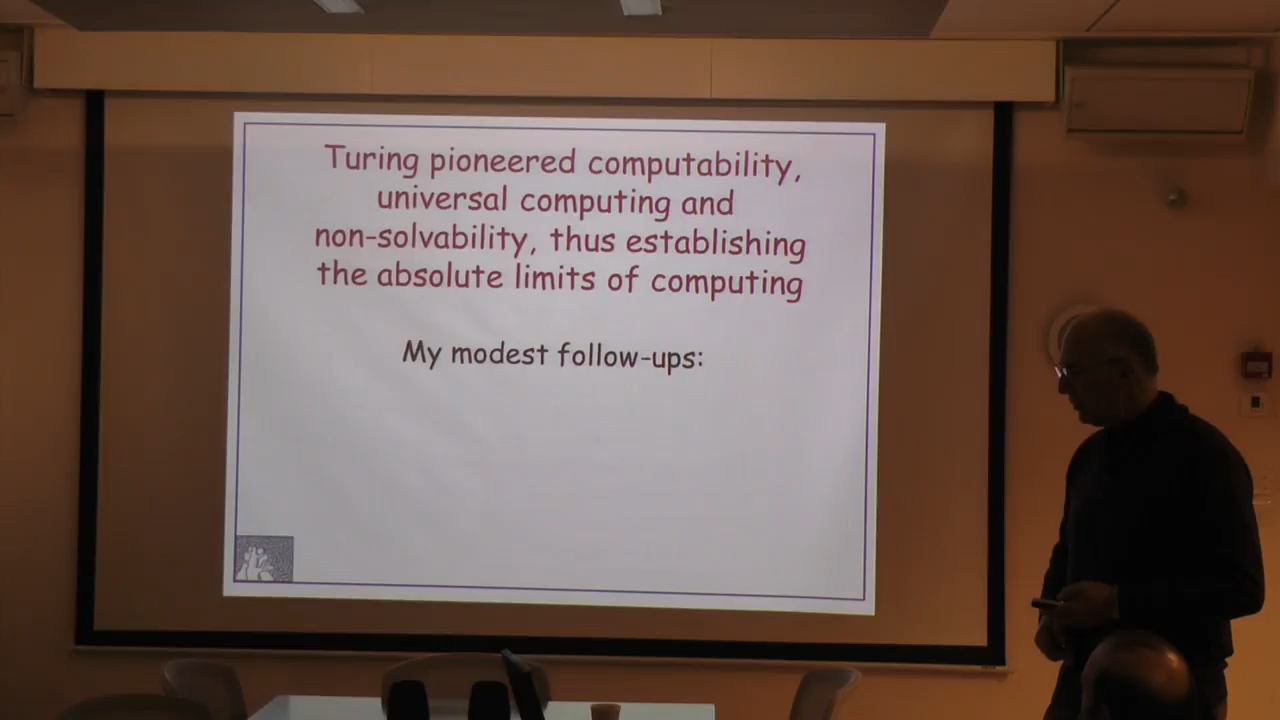 Turing pioneered computability,
universal computing and
non-solvability, thus establishing
the absolute limits of computing
My modest follow-ups: